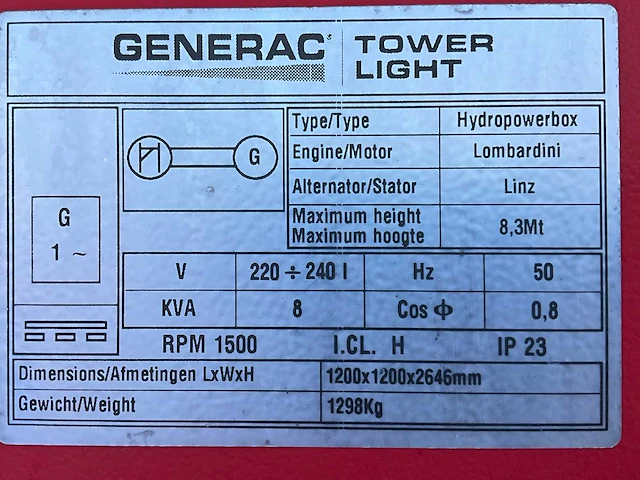 GENERAC TOWER LIGHT
Type/Type Hydropowerbox
Engine/Motor Lombardini
Alternator/Stator Linz
Maximum height
Maximum hoogte 8,3Mt
G
G
1 ~
V 220 ÷ 240 I Hz 50
KVA 8 Cos ф 0,8
RPM 1500 I.CL. H IP 23
Dimensions/Afmetingen LxWxH 1200x1200x2646mm
Gewicht/Weight 1298Kg